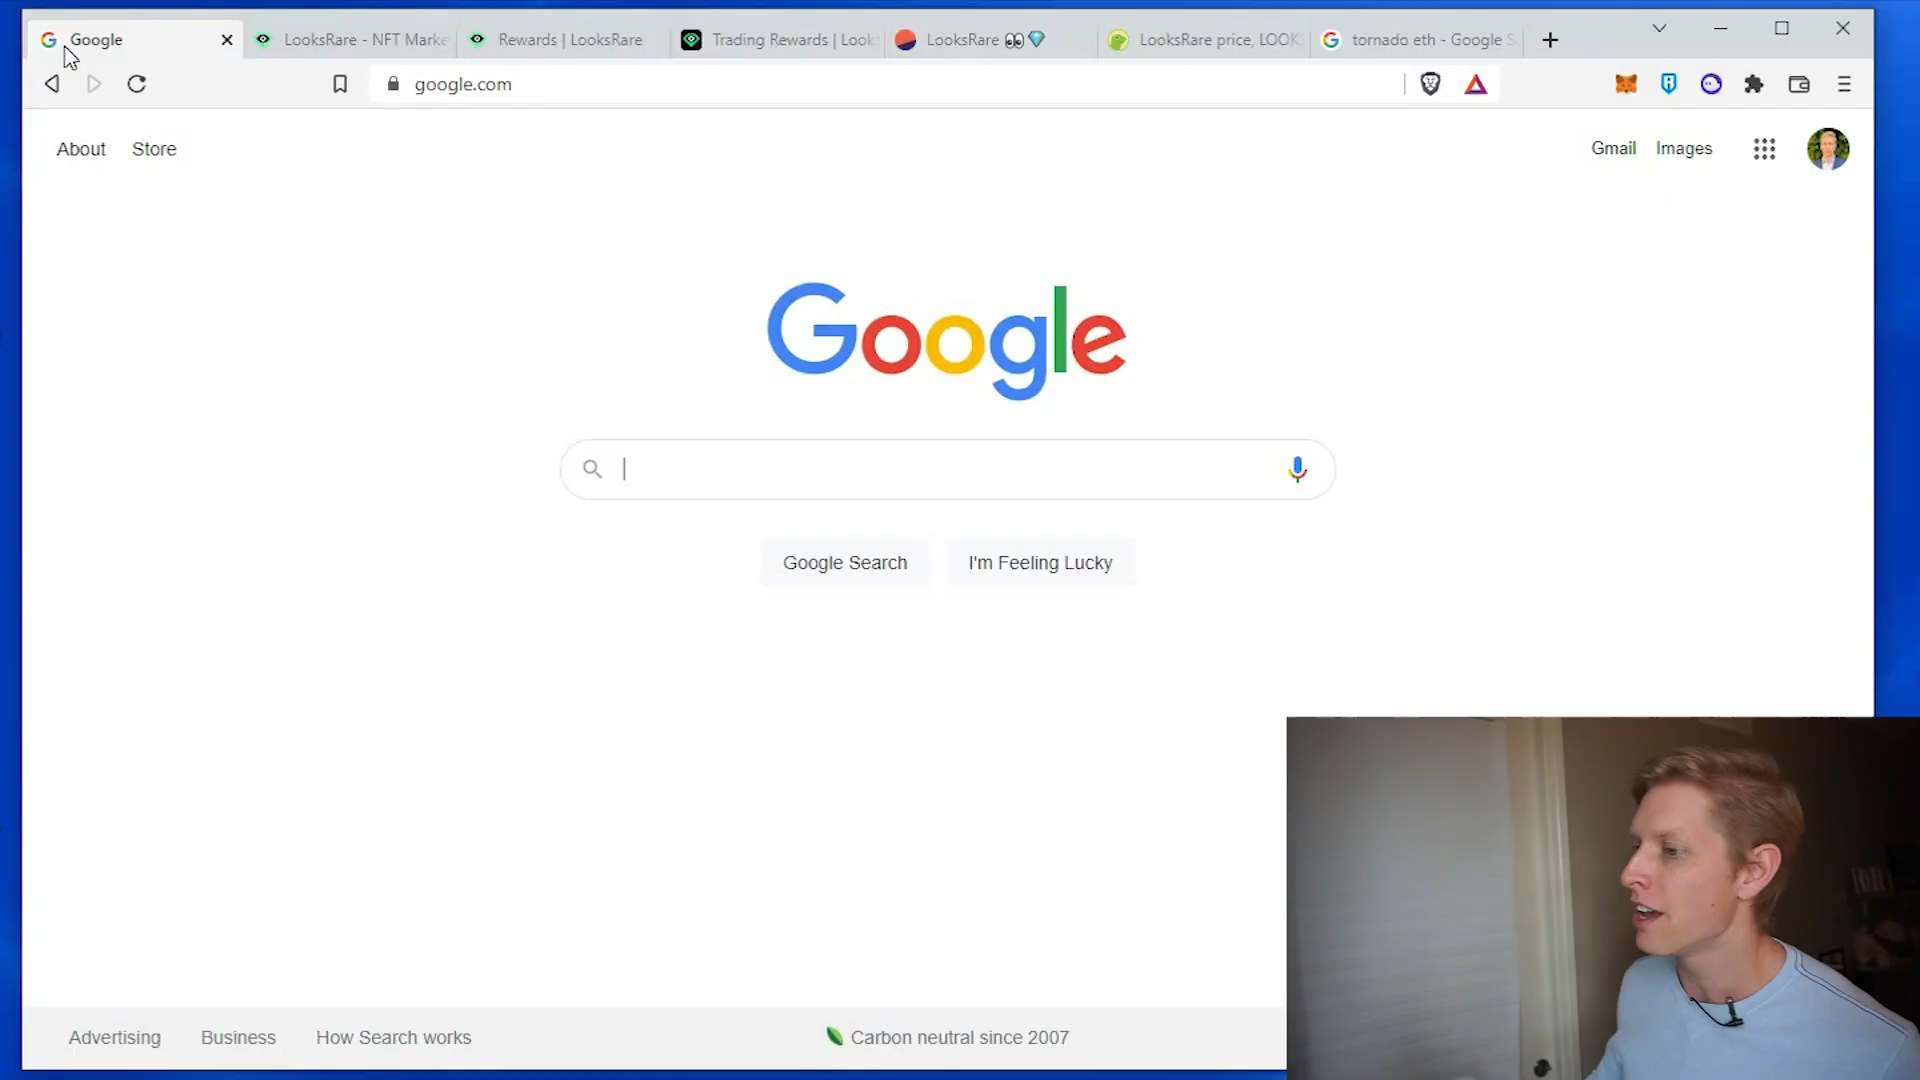 Google
LooksRare - NFT Marke
Rewards | LooksRare
Trading Rewards | Look
LooksRare 👀💎
LooksRare price, LOOK
tornado eth - Google S
google.com
About
Store
Gmail
Images
Google
Google Search
I'm Feeling Lucky
Advertising
Business
How Search works
Carbon neutral since 2007